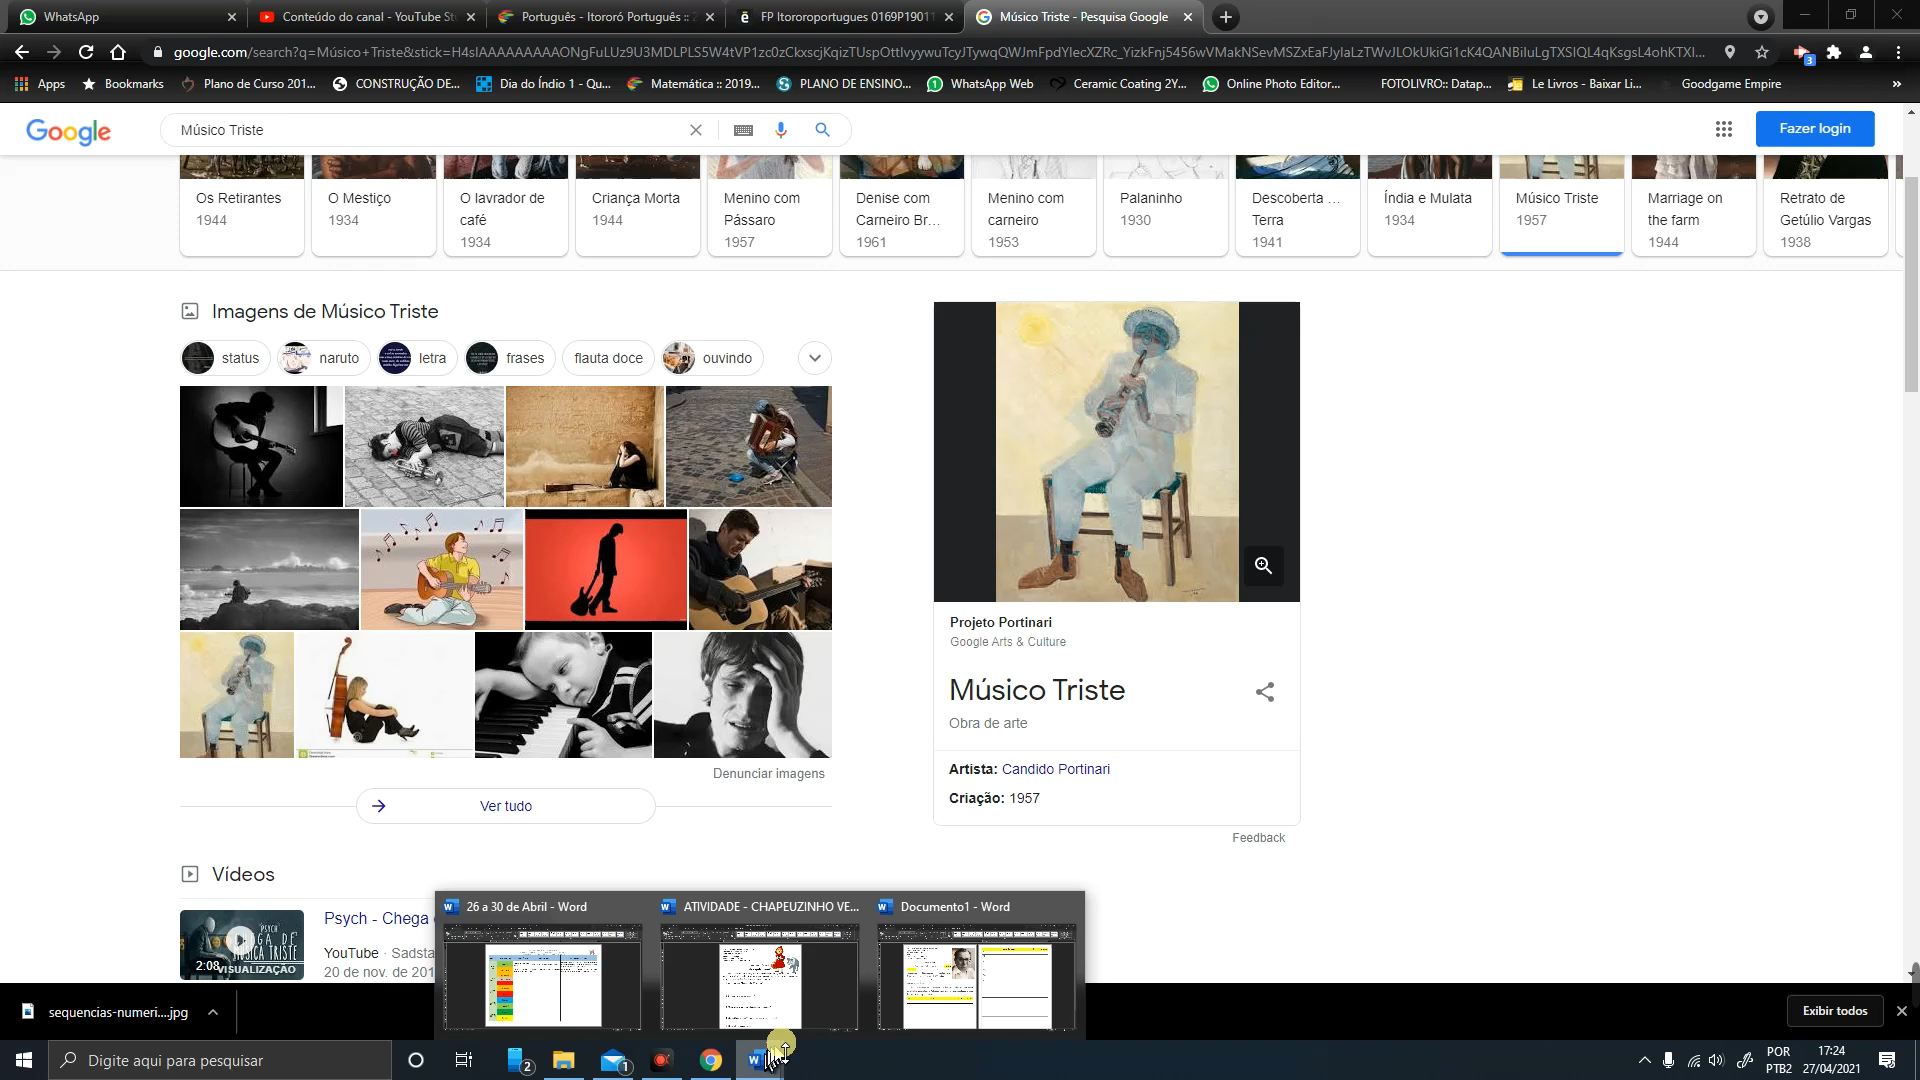 WhatsApp
Conteúdo do canal - YouTube St
Português - Itororó Português :: 2
FP Itororoportugues 0169P1901
Músico Triste - Pesquisa Google
google.com/search?q=Músico+Triste&stick=
Apps
Bookmarks
Plano de Curso 201...
CONSTRUÇÃO DE...
Dia do Índio 1 - Qu...
Matemática :: 2019...
PLANO DE ENSINO...
WhatsApp Web
Ceramic Coating 2Y...
Online Photo Editor...
FOTOLIVRO:: Datap...
Le Livros - Baixar Li...
Goodgame Empire
»
3
Google
Músico Triste
Fazer login
Os Retirantes
1944
O Mestiço
1934
O lavrador de
café
1934
Criança Morta
1944
Menino com
Pássaro
1957
Denise com
Carneiro Br...
1961
Menino com
carneiro
1953
Palaninho
1930
Descoberta ...
Terra
1941
Índia e Mulata
1934
Músico Triste
1957
Marriage on
the farm
1944
Retrato de
Getúlio Vargas
1938
Imagens de Músico Triste
status
naruto
letra
frases
flauta doce
ouvindo
Denunciar imagens
Ver tudo
Projeto Portinari
Google Arts & Culture
Músico Triste
Obra de arte
Artista: Candido Portinari
Criação: 1957
Feedback
Vídeos
2:08
VISUALIZAÇÃO
Psych - Chega
YouTube · Sadsta
20 de nov. de 201
26 a 30 de Abril - Word
ATIVIDADE - CHAPEUZINHO VE...
Documento1 - Word
sequencias-numeri....jpg
Exibir todos
Digite aqui para pesquisar
2
1
POR
PTB2
17:24
27/04/2021